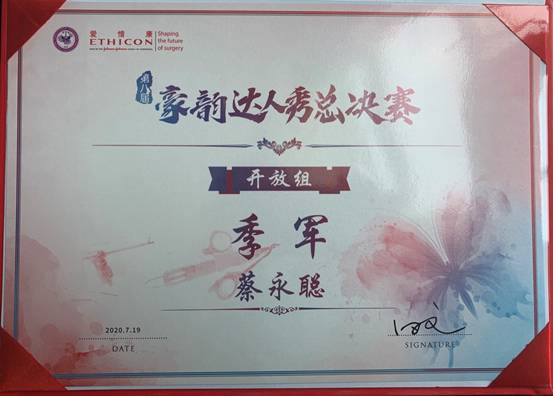 爱惜康
ETHICON
Shaping
the future
of surgery
第八届
豪韵达人秀总决赛
开放组
季军
蔡永聪
2020.7.19
DATE
SIGNATURE